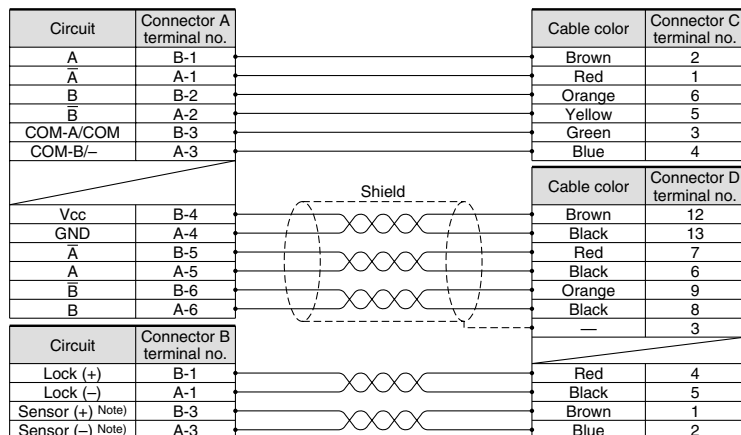 Circuit Connector A terminal no. Cable color Connector C terminal no.
A B-1 Brown 2
A̅ A-1 Red 1
B B-2 Orange 6
B̅ A-2 Yellow 5
COM-A/COM B-3 Green 3
COM-B/– A-3 Blue 4
Shield Cable color Connector D terminal no.
Vcc B-4 Brown 12
GND A-4 Black 13
A̅ B-5 Red 7
A A-5 Black 6
B̅ B-6 Orange 9
B A-6 Black 8
— 3
Circuit Connector B terminal no.
Lock (+) B-1 Red 4
Lock (–) A-1 Black 5
Sensor (+) Note) B-3 Brown 1
Sensor (–) Note) A-3 Blue 2